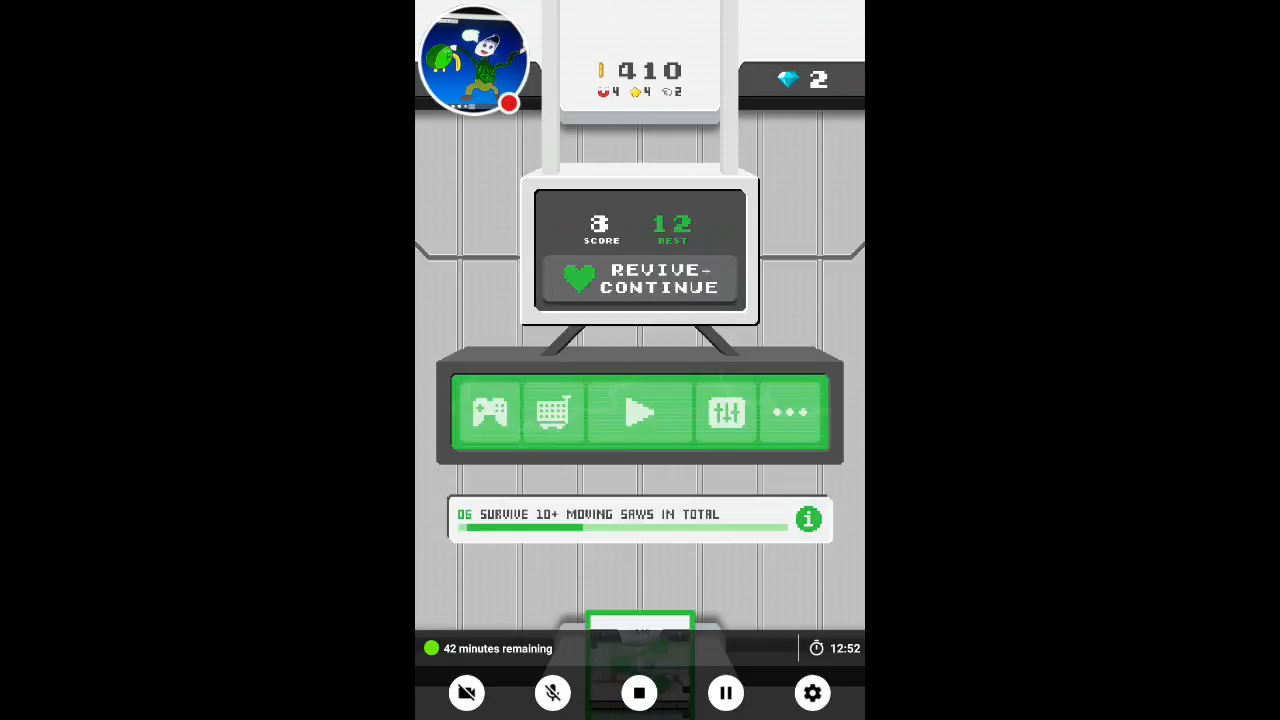 410
4 4 2
2
3 12
SCORE BEST
REVIVE-
CONTINUE
06 SURVIVE 10+ MOVING SAWS IN TOTAL
i
42 minutes remaining
12:52